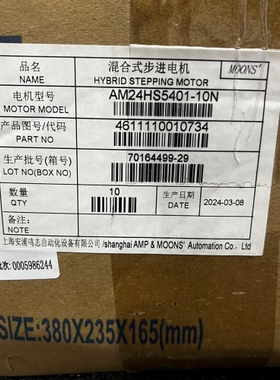 品名
NAME
混合式步进电机
HYBRID STEPPING MOTOR
MOONS'
电机型号
MOTOR MODEL
AM24HS5401-10N
产品图号/代码
PART NO
4611110010734
生产批号(箱号)
LOT NO(BOX NO)
70164499-29
数量
QTY
10
生产日期
DATE
2024-03-08
备注:
NOTE
上海安浦鸣志自动化设备有限公司/shanghai AMP & MOONS' Automation Co.,Ltd
次: 0005986244
SIZE:380X235X165(mm)